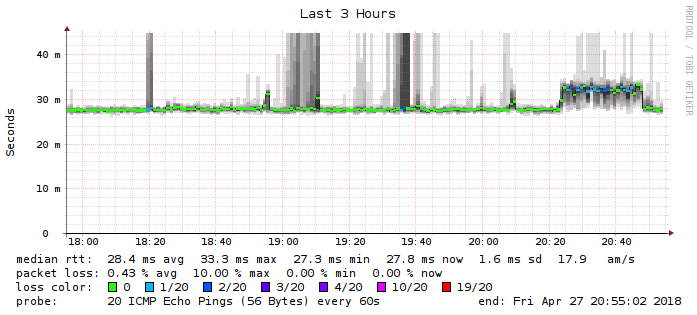 Last 3 Hours
RRDTOOL / TOBI OETIKER
Seconds
40 m
30 m
20 m
10 m
0
18:00 18:20 18:40 19:00 19:20 19:40 20:00 20:20 20:40
median rtt: 28.4 ms avg 33.3 ms max 27.3 ms min 27.8 ms now 1.6 ms sd 17.9 am/s
packet loss: 0.43 % avg 10.00 % max 0.00 % min 0.00 % now
loss color: 0 1/20 2/20 3/20 4/20 10/20 19/20
probe: 20 ICMP Echo Pings (56 Bytes) every 60s end: Fri Apr 27 20:55:02 2018